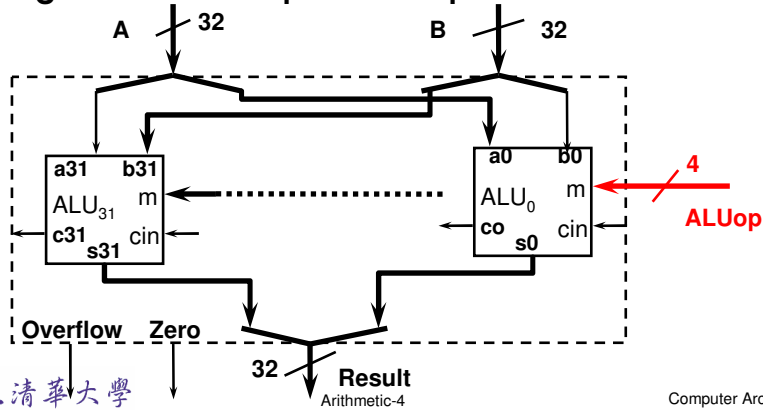 A 32 B 32
a31 b31 a0 b0
4
m m
ALU31 ALU0
ALUop
c31 cin co cin
s31 s0
Overflow Zero
32 Result
清華大學 Arithmetic-4 Computer Arc